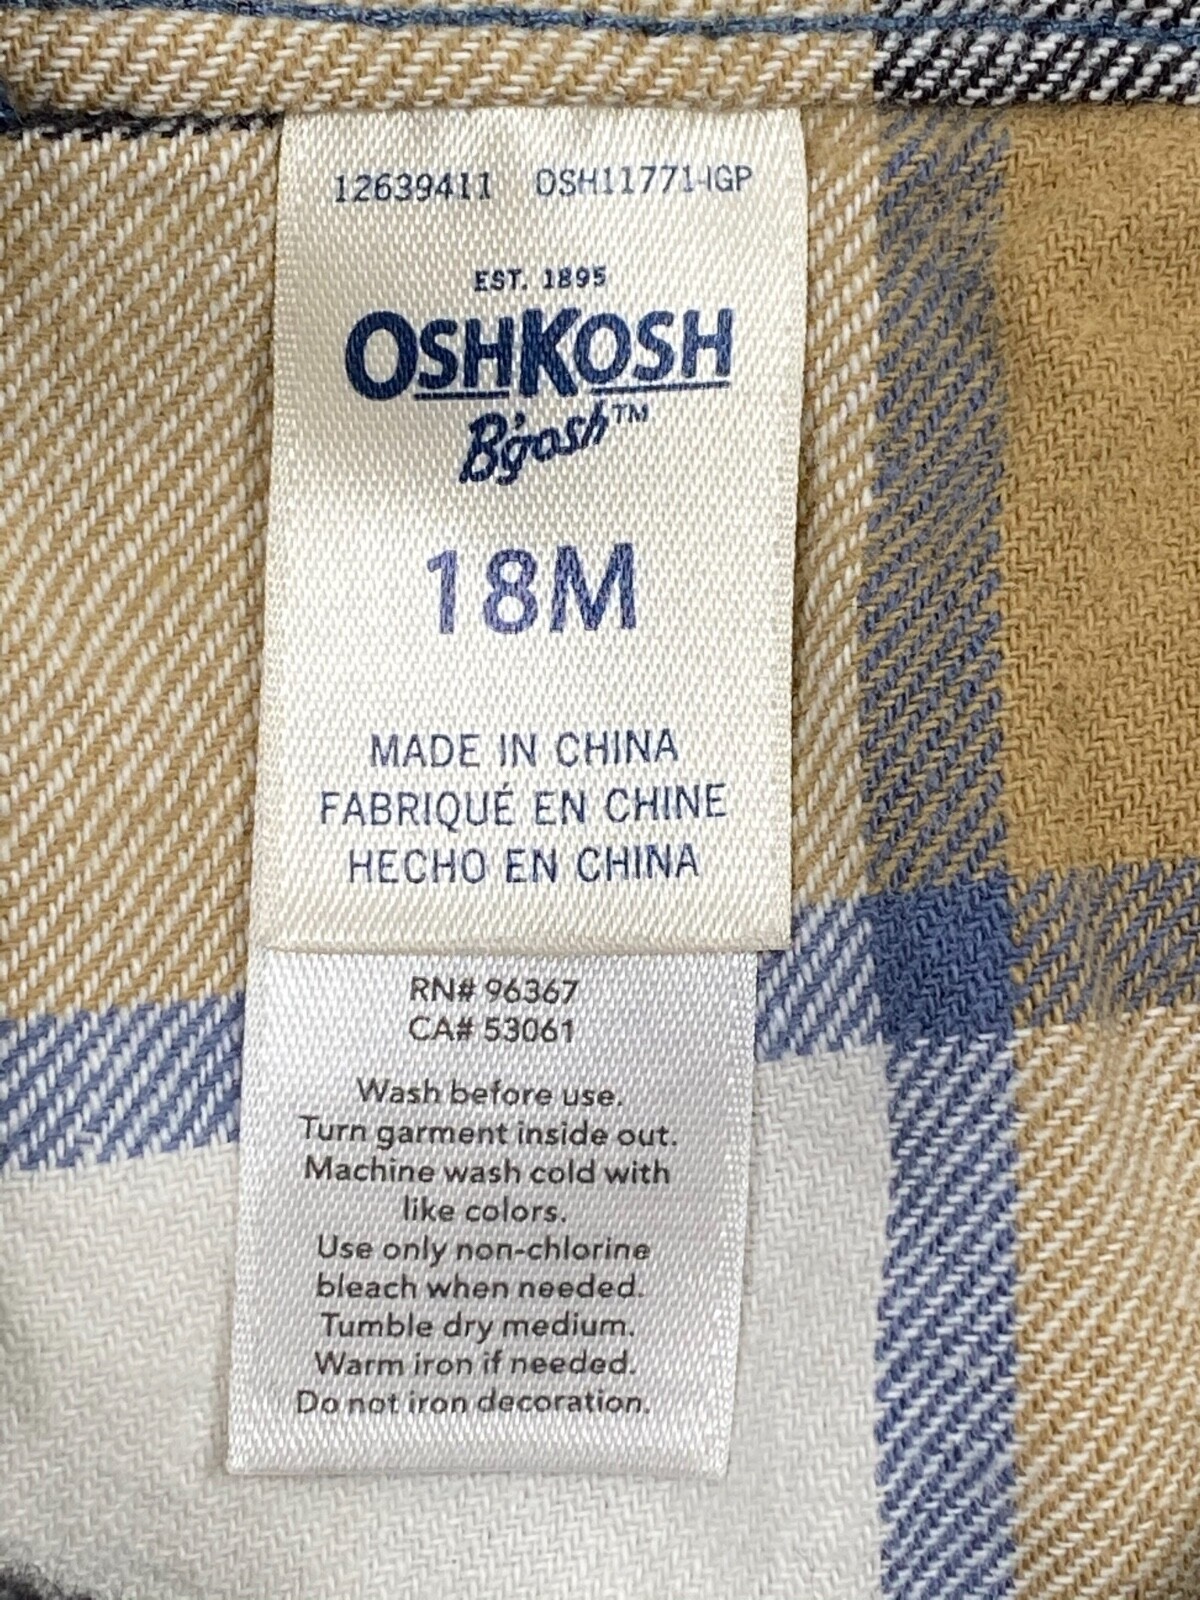 12639411 OSH11771-IGP
EST. 1895
OSHKOSH
B'gosh™
18M
MADE IN CHINA
FABRIQUÉ EN CHINE
HECHO EN CHINA
RN# 96367
CA# 53061
Wash before use.
Turn garment inside out.
Machine wash cold with
like colors.
Use only non-chlorine
bleach when needed.
Tumble dry medium.
Warm iron if needed.
Do not iron decoration.